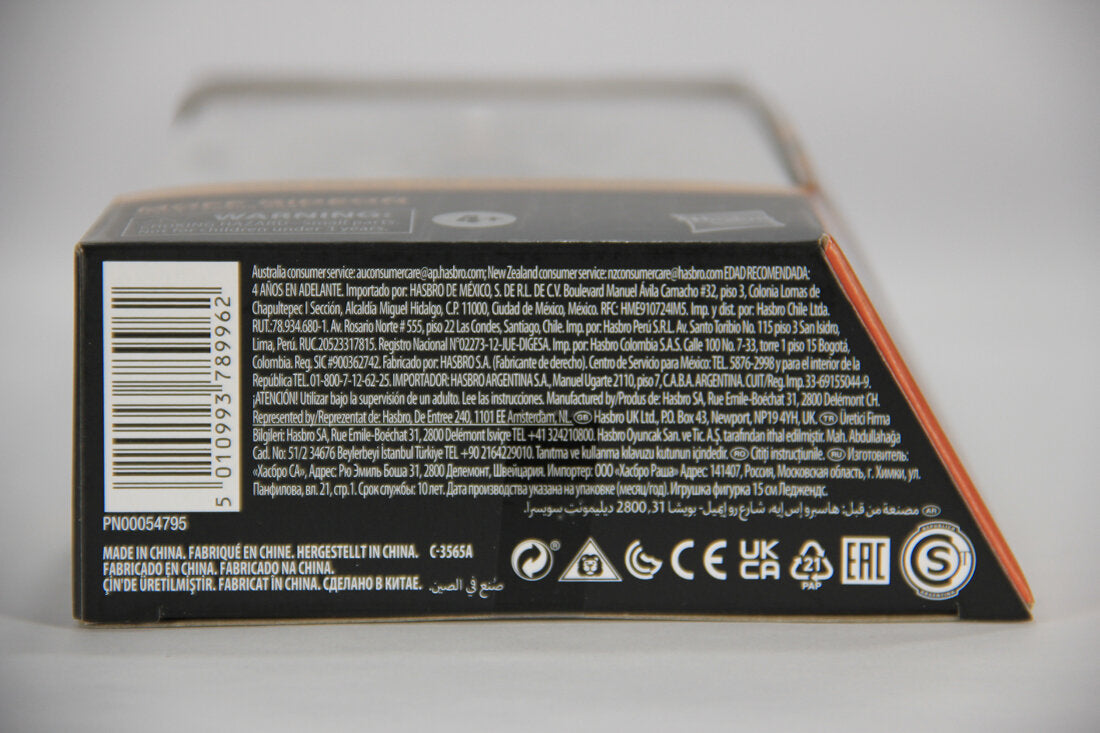 WARNING:
CHOKING HAZARD- Small parts.
Not for children under 3 years.
4+
Hasbro
5 010993 789962
PN00054795
Australia consumer service: auconsumercare@ap.hasbro.com; New Zealand consumer service: nzconsumercare@hasbro.com EDAD RECOMENDADA:
4 AÑOS EN ADELANTE. Importado por: HASBRO DE MÉXICO, S. DE R.L. DE C.V. Boulevard Manuel Ávila Camacho #32, piso 3, Colonia Lomas de
Chapultepec I Sección, Alcaldía Miguel Hidalgo, C.P. 11000, Ciudad de México, México. RFC: HME910724IM5. Imp. y dist. por: Hasbro Chile Ltda.
RUT.:78.934.680-1. Av. Rosario Norte # 555, piso 22 Las Condes, Santiago, Chile. Imp. por: Hasbro Perú S.R.L. Av. Santo Toribio No. 115 piso 3 San Isidro,
Lima, Perú. RUC 20523317815. Registro Nacional N°02273-12-JUE-DIGESA. Imp. por: Hasbro Colombia S.A.S. Calle 100 No. 7-33, torre 1 piso 15 Bogotá,
Colombia. Reg. SIC #900362742. Fabricado por: HASBRO S.A. (Fabricante de derecho). Centro de Servicio para México: TEL. 5876-2998 y para el interior de la
República TEL. 01-800-7-12-62-25. IMPORTADOR: HASBRO ARGENTINA S.A., Manuel Ugarte 2110, piso 7, C.A.B.A. ARGENTINA. CUIT/Reg. Imp. 33-69155044-9.
¡ATENCIÓN! Utilizar bajo la supervisión de un adulto. Lee las instrucciones. Manufactured by/Produs de: Hasbro SA, Rue Emile-Boéchat 31, 2800 Delémont CH.
Represented by/Reprezentat de: Hasbro, De Entree 240, 1101 EE Amsterdam, NL. GB Hasbro UK Ltd., P.O. Box 43, Newport, NP19 4YH, UK. TR Üretici Firma
Bilgileri: Hasbro SA, Rue Emile-Boéchat 31, 2800 Delémont İsviçre TEL +41 324210800. Hasbro Oyuncak San. ve Tic. A.Ş. tarafından ithal edilmiştir. Mah. Abdullahağa
Cad. No: 51/2 34676 Beylerbeyi İstanbul Türkiye Tel +90 2164229010. Tanıtma ve kullanma kılavuzu kutunun içindedir. RO Citiți instrucțiunile. RU Изготовитель:
«Хасбро СА», Адрес: Рю Эмиль Боша 31, 2800 Делемонт, Швейцария. Импортер: ООО «Хасбро Раша» Адрес: 141407, Россия, Московская область, г. Химки, ул.
Панфилова, вл. 21, стр.1. Срок службы: 10 лет. Дата производства указана на упаковке (месяц/год). Игрушка фигурка 15 см Леджендс.
AR مصنعة من قبل: هاسبرو إس إيه، شارع رو إيميل- بويشا 31, 2800 ديليمونت سويسرا.
MADE IN CHINA. FABRIQUÉ EN CHINE. HERGESTELLT IN CHINA. C-3565A
FABRICADO EN CHINA. FABRICADO NA CHINA.
ÇİN'DE ÜRETİLMİŞTİR. FABRICAT ÎN CHINA. СДЕЛАНО В КИТАЕ. صنع في الصين.
CE UK CA 21 PAP EAC REPUBLICA S T ARGENTINA